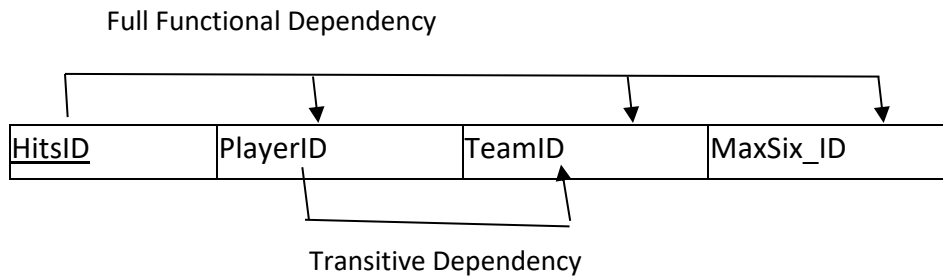 Full Functional Dependency
HitsID PlayerID TeamID MaxSix_ID
Transitive Dependency